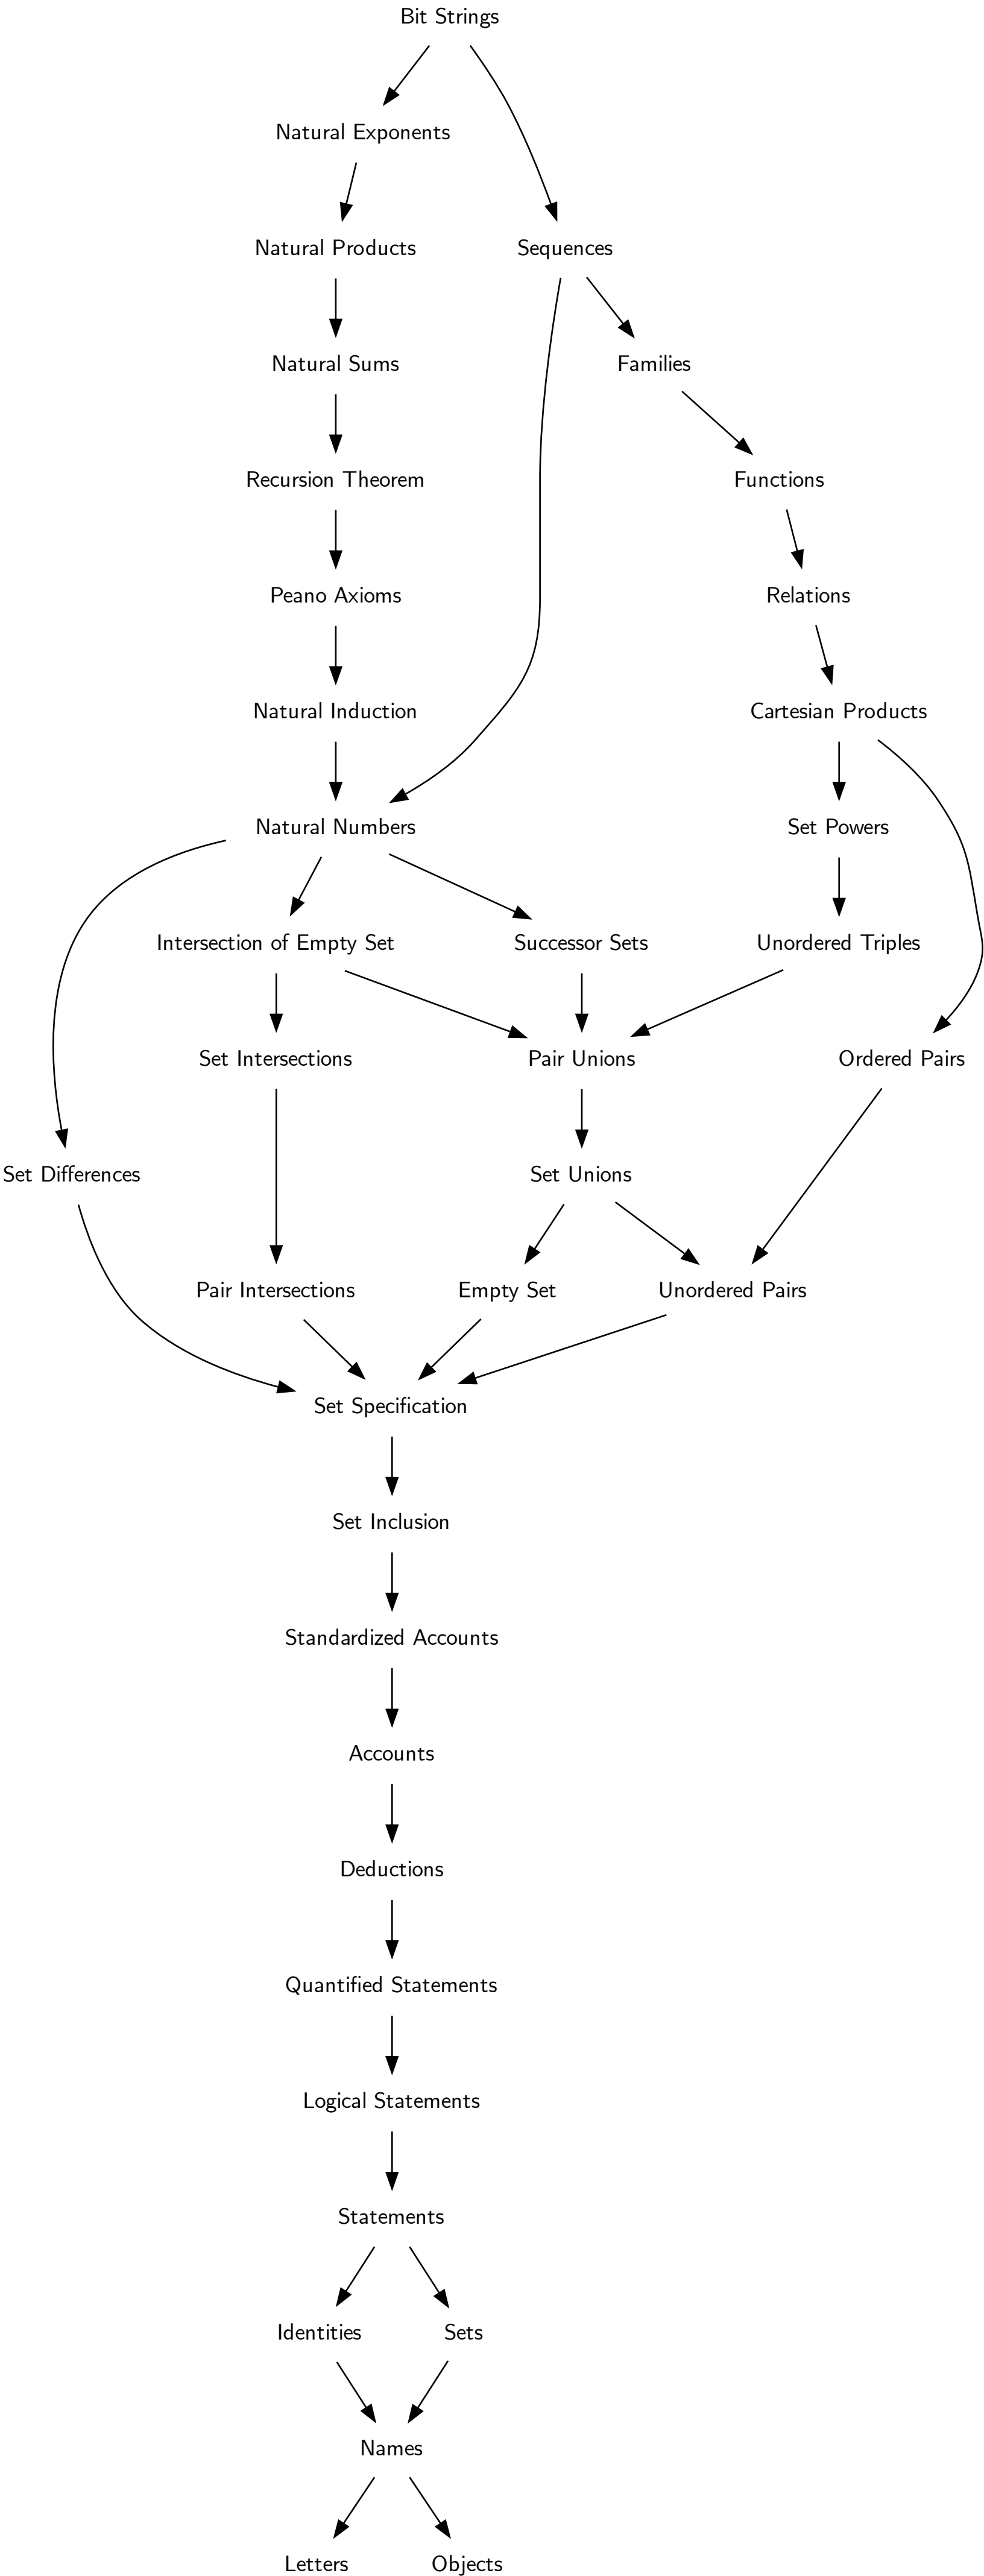 Bit Strings
Natural Exponents
Natural Products
Sequences
Natural Sums
Families
Recursion Theorem
Functions
Peano Axioms
Relations
Natural Induction
Cartesian Products
Natural Numbers
Set Powers
Intersection of Empty Set
Successor Sets
Unordered Triples
Set Intersections
Pair Unions
Ordered Pairs
Set Differences
Set Unions
Pair Intersections
Empty Set
Unordered Pairs
Set Specification
Set Inclusion
Standardized Accounts
Accounts
Deductions
Quantified Statements
Logical Statements
Statements
Identities
Sets
Names
Letters
Objects